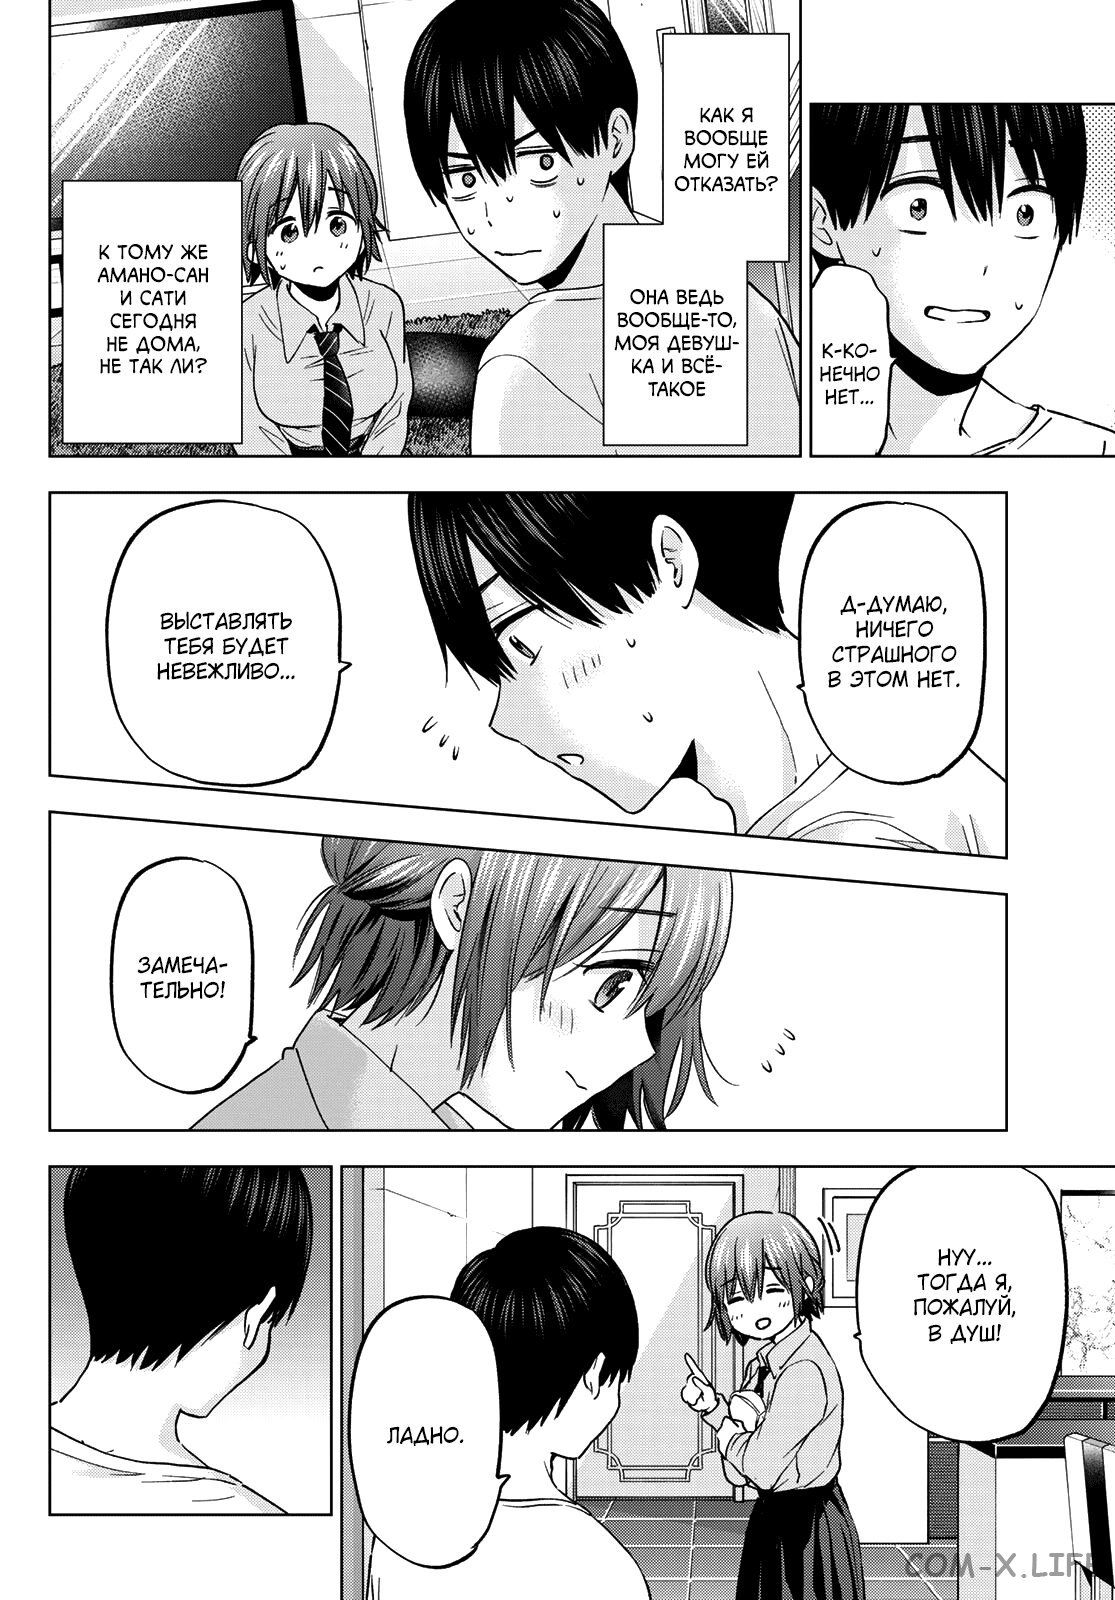 К-КО-
НЕЧНО
НЕТ...
КАК Я
ВООБЩЕ
МОГУ ЕЙ
ОТКАЗАТЬ?
ОНА ВЕДЬ
ВООБЩЕ-ТО,
МОЯ ДЕВУШ-
КА И ВСЁ-
ТАКОЕ
К ТОМУ ЖЕ
АМАНО-САН
И САТИ
СЕГОДНЯ
НЕ ДОМА,
НЕ ТАК ЛИ?
Д-ДУМАЮ,
НИЧЕГО
СТРАШНОГО
В ЭТОМ НЕТ.
ВЫСТАВЛЯТЬ
ТЕБЯ БУДЕТ
НЕВЕЖЛИВО...
ЗАМЕЧА-
ТЕЛЬНО!
НУУ...
ТОГДА Я,
ПОЖАЛУЙ,
В ДУШ!
ЛАДНО.
COM-X.LIFE